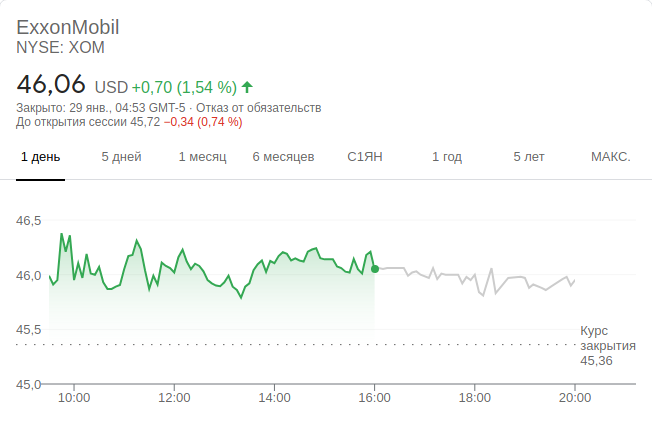 ExxonMobil
NYSE: XOM
46,06 USD +0,70 (1,54 %)
Закрыто: 29 янв., 04:53 GMT-5 · Отказ от обязательств
До открытия сессии 45,72 −0,34 (0,74 %)
1 день 5 дней 1 месяц 6 месяцев С1ЯН 1 год 5 лет МАКС.
46,5
46,0
45,5
Курс
закрытия
45,36
45,0
10:00 12:00 14:00 16:00 18:00 20:00